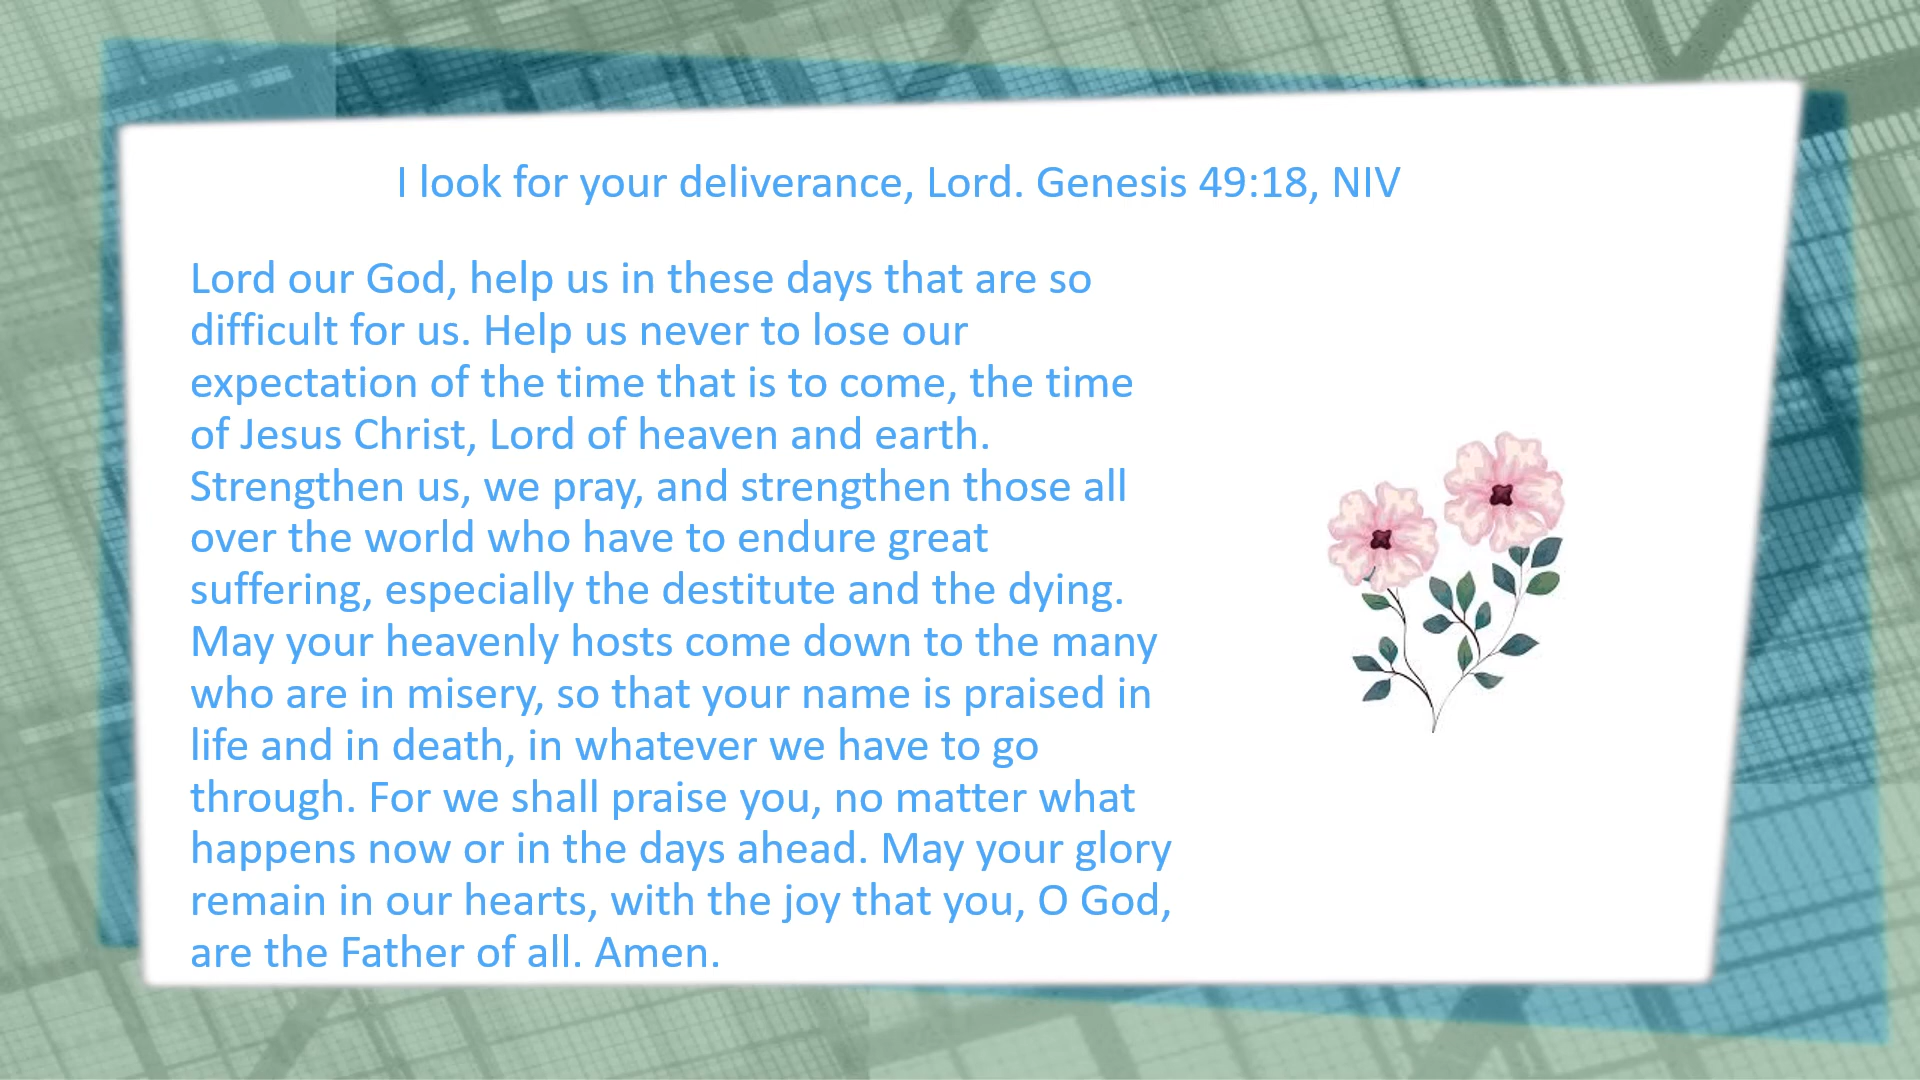 I look for your deliverance, Lord. Genesis 49:18, NIV
Lord our God, help us in these days that are so
difficult for us. Help us never to lose our
expectation of the time that is to come, the time
of Jesus Christ, Lord of heaven and earth.
Strengthen us, we pray, and strengthen those all
over the world who have to endure great
suffering, especially the destitute and the dying.
May your heavenly hosts come down to the many
who are in misery, so that your name is praised in
life and in death, in whatever we have to go
through. For we shall praise you, no matter what
happens now or in the days ahead. May your glory
remain in our hearts, with the joy that you, O God,
are the Father of all. Amen.